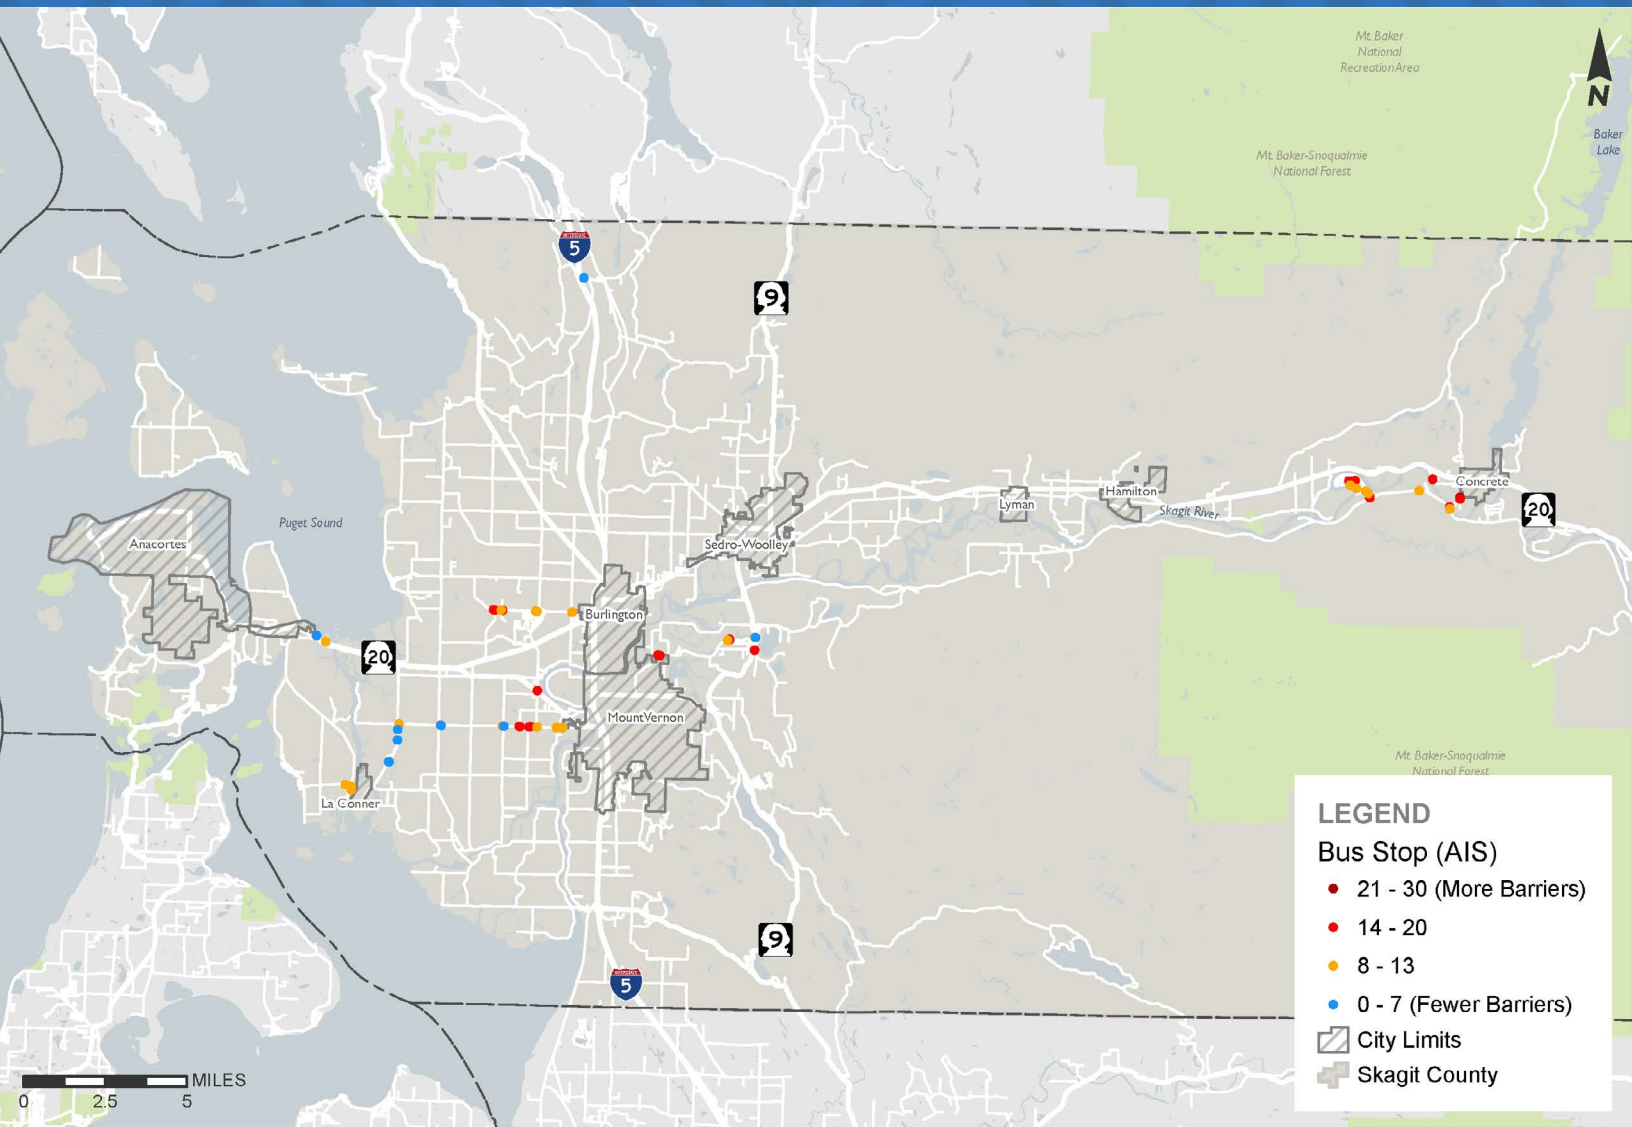 Mt. Baker
National
Recreation Area
N
Baker
Lake
Mt. Baker-Snoqualmie
National Forest
INTERSTATE
5
9
Puget Sound
Anacortes
Sedro-Woolley
Lyman
Hamilton
Skagit River
Concrete
20
Burlington
20
Mount Vernon
La Conner
Mt. Baker-Snoqualmie
National Forest
9
INTERSTATE
5
LEGEND
Bus Stop (AIS)
21 - 30 (More Barriers)
14 - 20
8 - 13
0 - 7 (Fewer Barriers)
City Limits
Skagit County
MILES
0 2.5 5